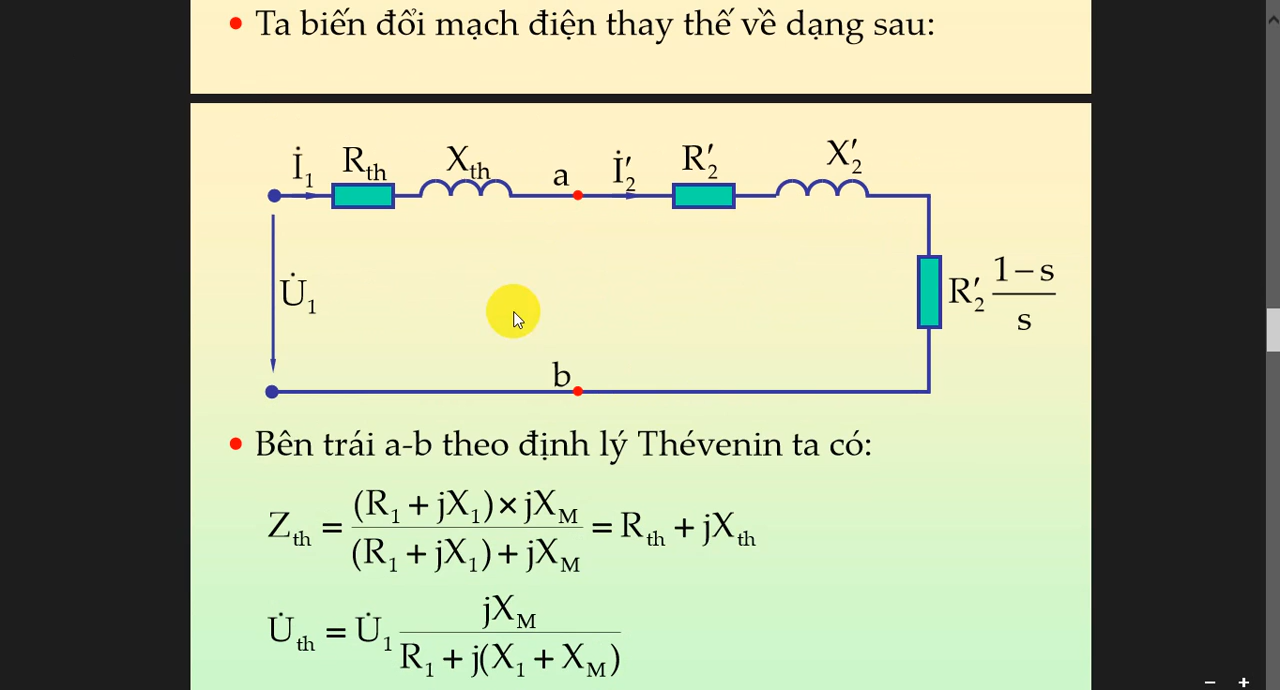 • Ta biến đổi mạch điện thay thế về dạng sau:
İ₁ R_th X_th a İ′₂ R′₂ X′₂
U̇₁
R′₂ (1−s)/s
b
• Bên trái a-b theo định lý Thévenin ta có:
Z_th = ((R₁ + jX₁) × jX_M)/((R₁ + jX₁) + jX_M) = R_th + jX_th
U̇_th = U̇₁ jX_M/(R₁ + j(X₁ + X_M))